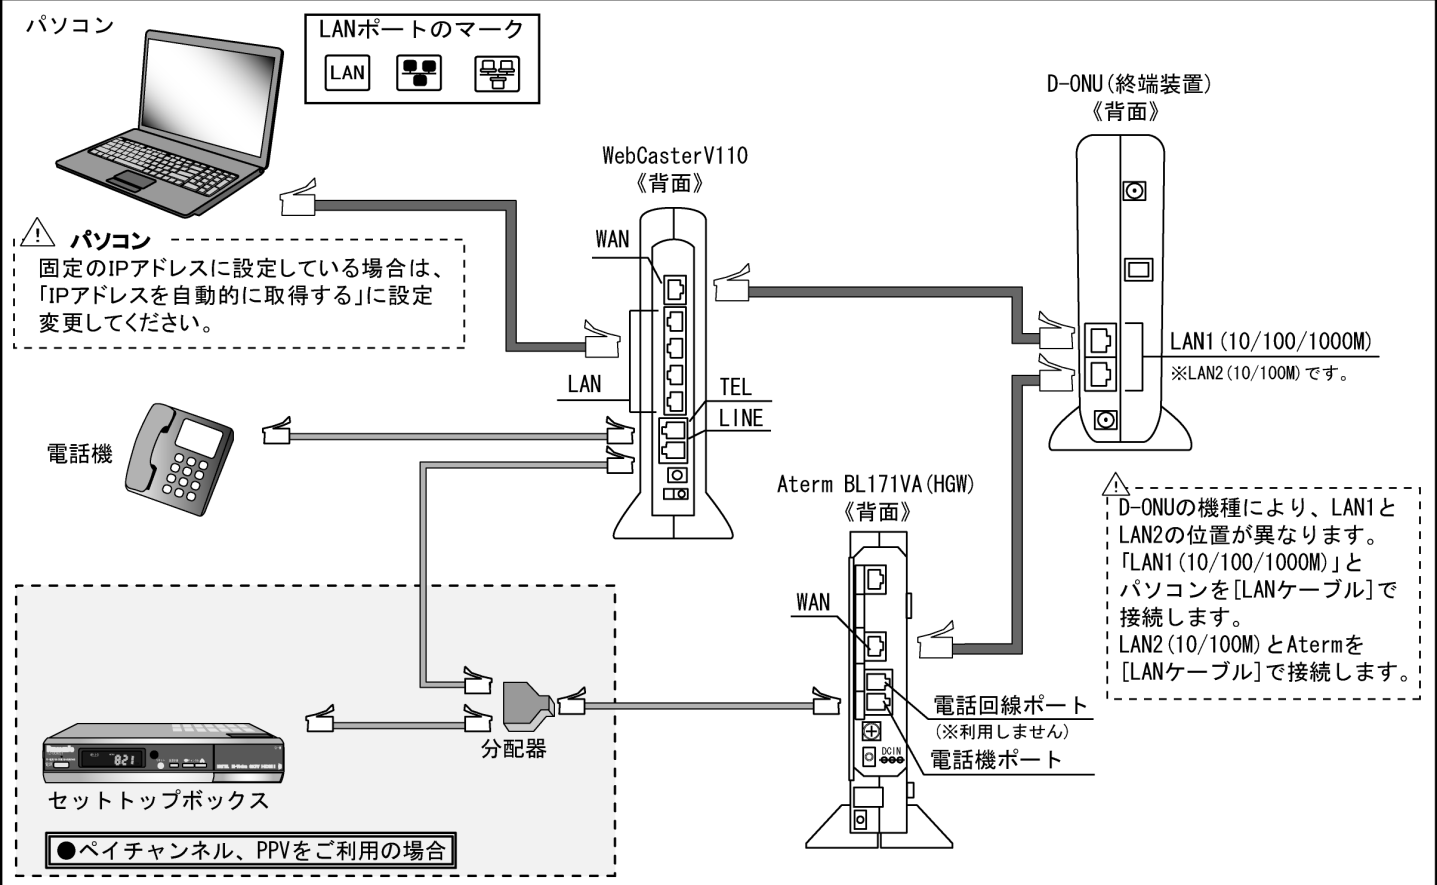 パソコン
LANポートのマーク
LAN
D-ONU(終端装置)
《背面》
WebCasterV110
《背面》
WAN
パソコン
固定のIPアドレスに設定している場合は、
「IPアドレスを自動的に取得する」に設定
変更してください。
LAN1(10/100/1000M)
※LAN2(10/100M)です。
LAN
TEL
LINE
電話機
Aterm BL171VA(HGW)
《背面》
D-ONUの機種により、LAN1と
LAN2の位置が異なります。
「LAN1(10/100/1000M)」と
パソコンを[LANケーブル]で
接続します。
LAN2(10/100M)とAtermを
[LANケーブル]で接続します。
WAN
電話回線ポート
(※利用しません)
電話機ポート
DCIN
分配器
821
セットトップボックス
●ペイチャンネル、PPVをご利用の場合